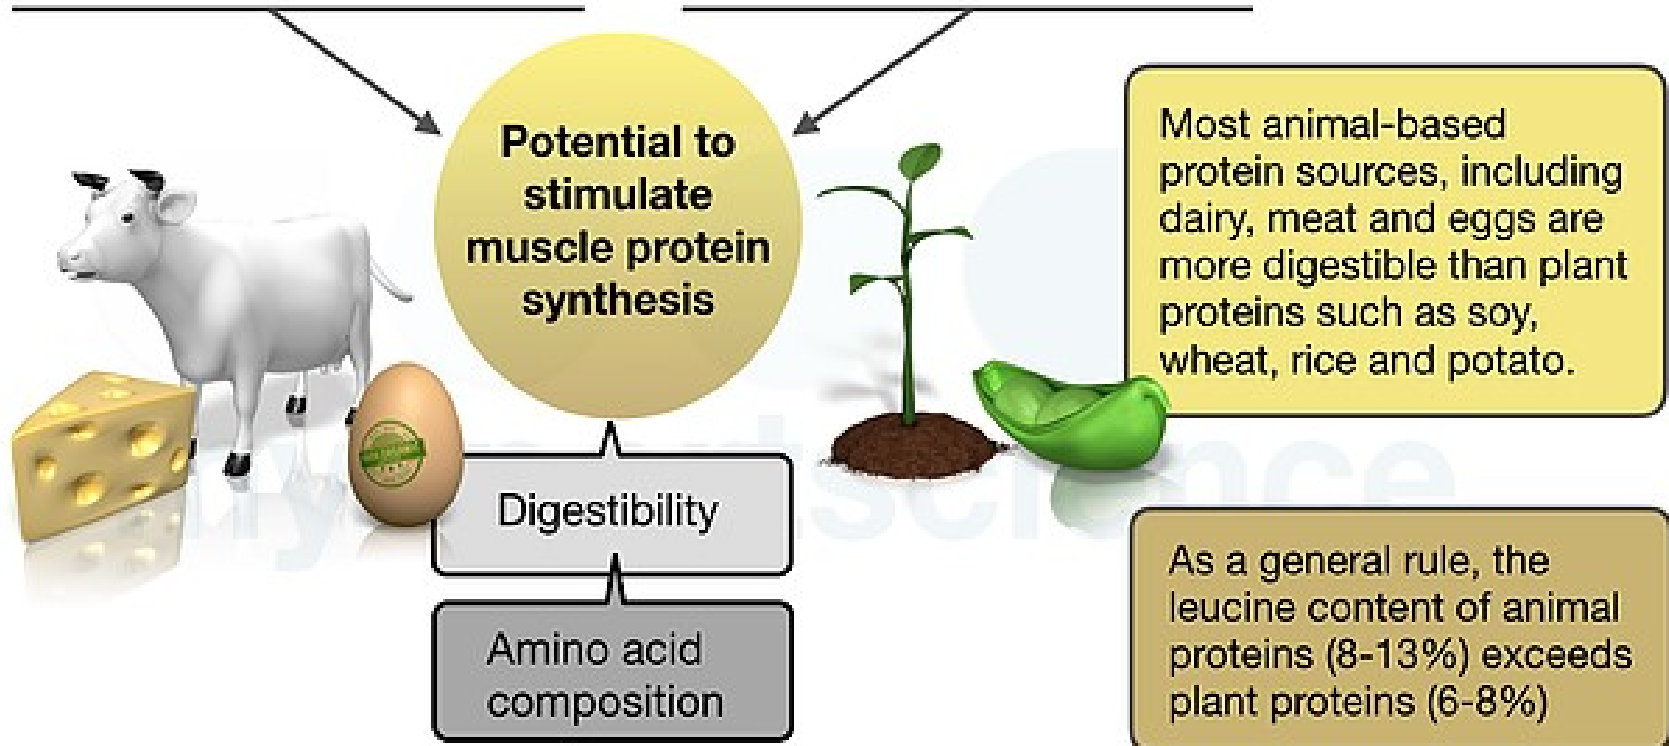 Potential to
stimulate
muscle protein
synthesis
Most animal-based
protein sources, including
dairy, meat and eggs are
more digestible than plant
proteins such as soy,
wheat, rice and potato.
Digestibility
Amino acid
composition
As a general rule, the
leucine content of animal
proteins (8-13%) exceeds
plant proteins (6-8%)